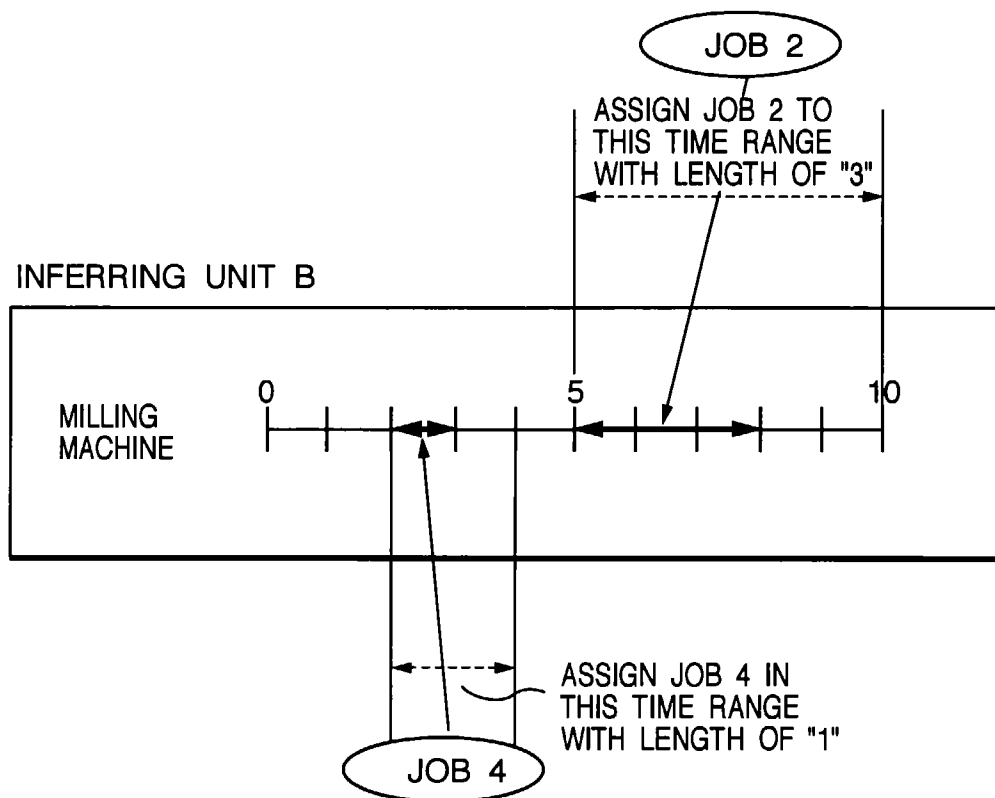 JOB 2
ASSIGN JOB 2 TO
THIS TIME RANGE
WITH LENGTH OF "3"
INFERRING UNIT B
0 5 10
MILLING
MACHINE
ASSIGN JOB 4 IN
THIS TIME RANGE
WITH LENGTH OF "1"
JOB 4